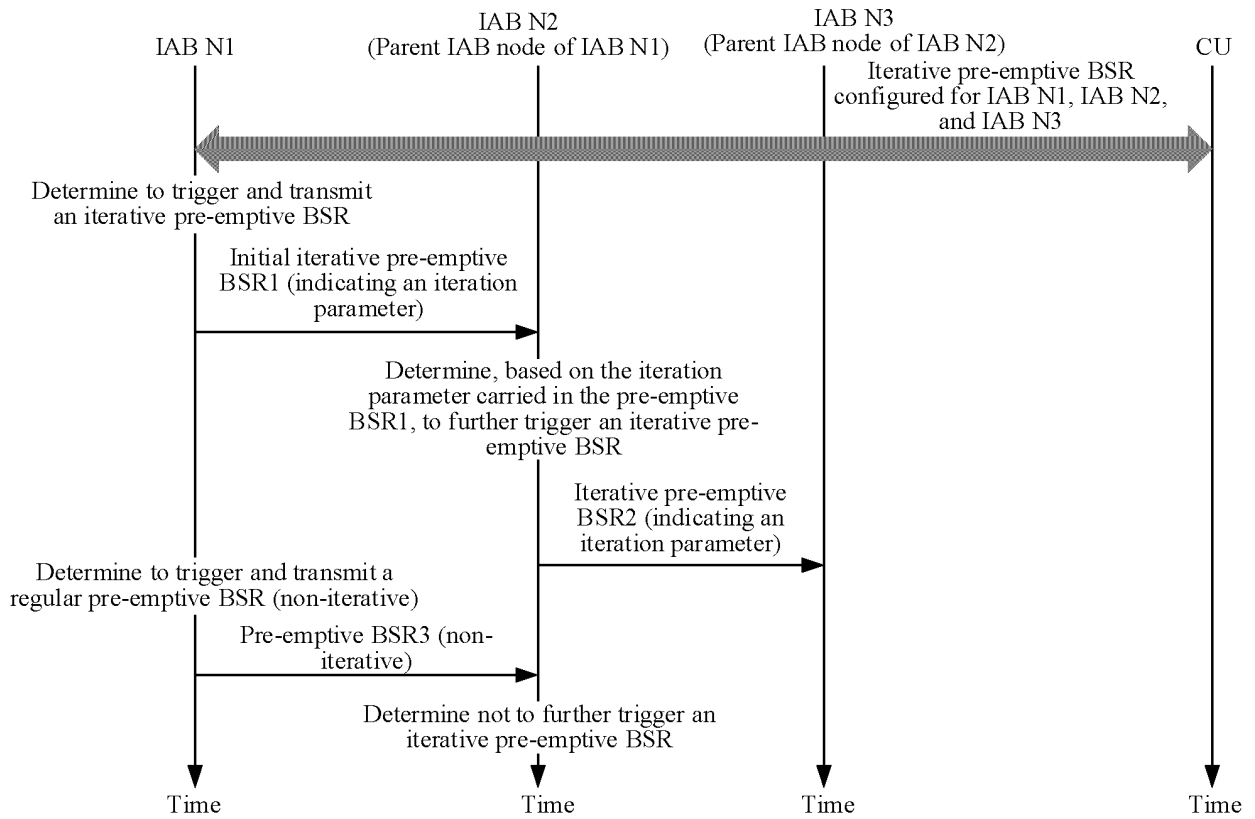 IAB N1
IAB N2
(Parent IAB node of IAB N1)
IAB N3
(Parent IAB node of IAB N2)
CU
Iterative pre-emptive BSR
configured for IAB N1, IAB N2,
and IAB N3
Determine to trigger and transmit
an iterative pre-emptive BSR
Initial iterative pre-emptive
BSR1 (indicating an iteration
parameter)
Determine, based on the iteration
parameter carried in the pre-emptive
BSR1, to further trigger an iterative pre-
emptive BSR
Iterative pre-emptive
BSR2 (indicating an
iteration parameter)
Determine to trigger and transmit a
regular pre-emptive BSR (non-iterative)
Pre-emptive BSR3 (non-
iterative)
Determine not to further trigger an
iterative pre-emptive BSR
Time
Time
Time
Time